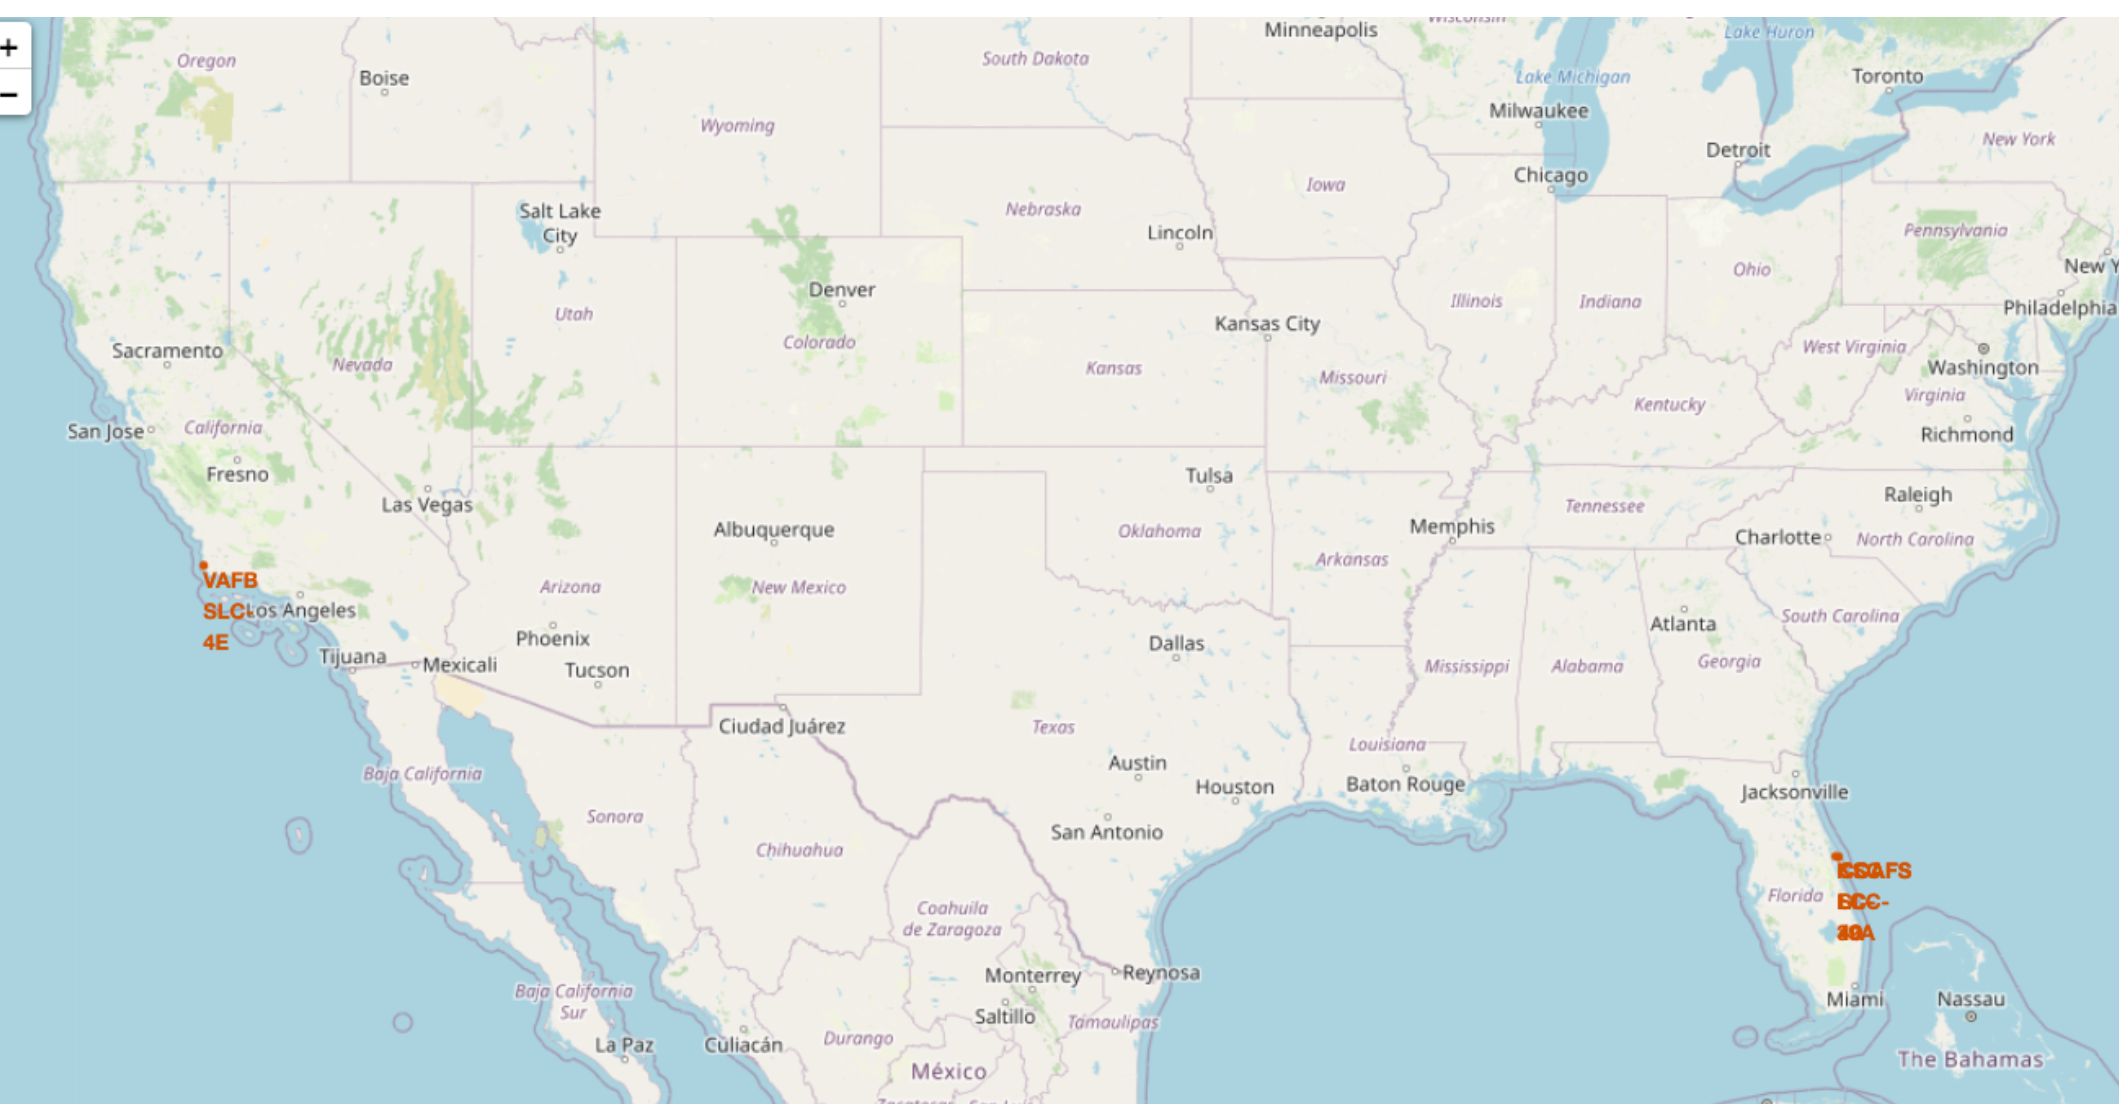 +
−
Minneapolis
Wisconsin
Lake Huron
Oregon
Boise
South Dakota
Lake Michigan
Toronto
Wyoming
Milwaukee
New York
Detroit
Chicago
Iowa
Salt Lake
City
Nebraska
Lincoln
Pennsylvania
New Y
Ohio
Denver
Utah
Illinois
Indiana
Philadelphia
Kansas City
Colorado
Sacramento
Nevada
Kansas
Missouri
West Virginia
Washington
Virginia
Kentucky
San Jose
California
Richmond
Fresno
Las Vegas
Tulsa
Raleigh
Tennessee
Albuquerque
Oklahoma
Memphis
Charlotte
North Carolina
Arkansas
VAFB
SLC-
4E
Los Angeles
Arizona
New Mexico
Phoenix
Atlanta
South Carolina
Dallas
Tijuana
Mexicali
Tucson
Mississippi
Alabama
Georgia
Ciudad Juárez
Texas
Louisiana
Austin
Baja California
Houston
Baton Rouge
Jacksonville
Sonora
San Antonio
Chihuahua
Florida
Coahuila
de Zaragoza
Monterrey
Reynosa
Baja California
Sur
Saltillo
Tamaulipas
Miami
Nassau
La Paz
Culiacán
Durango
México
The Bahamas